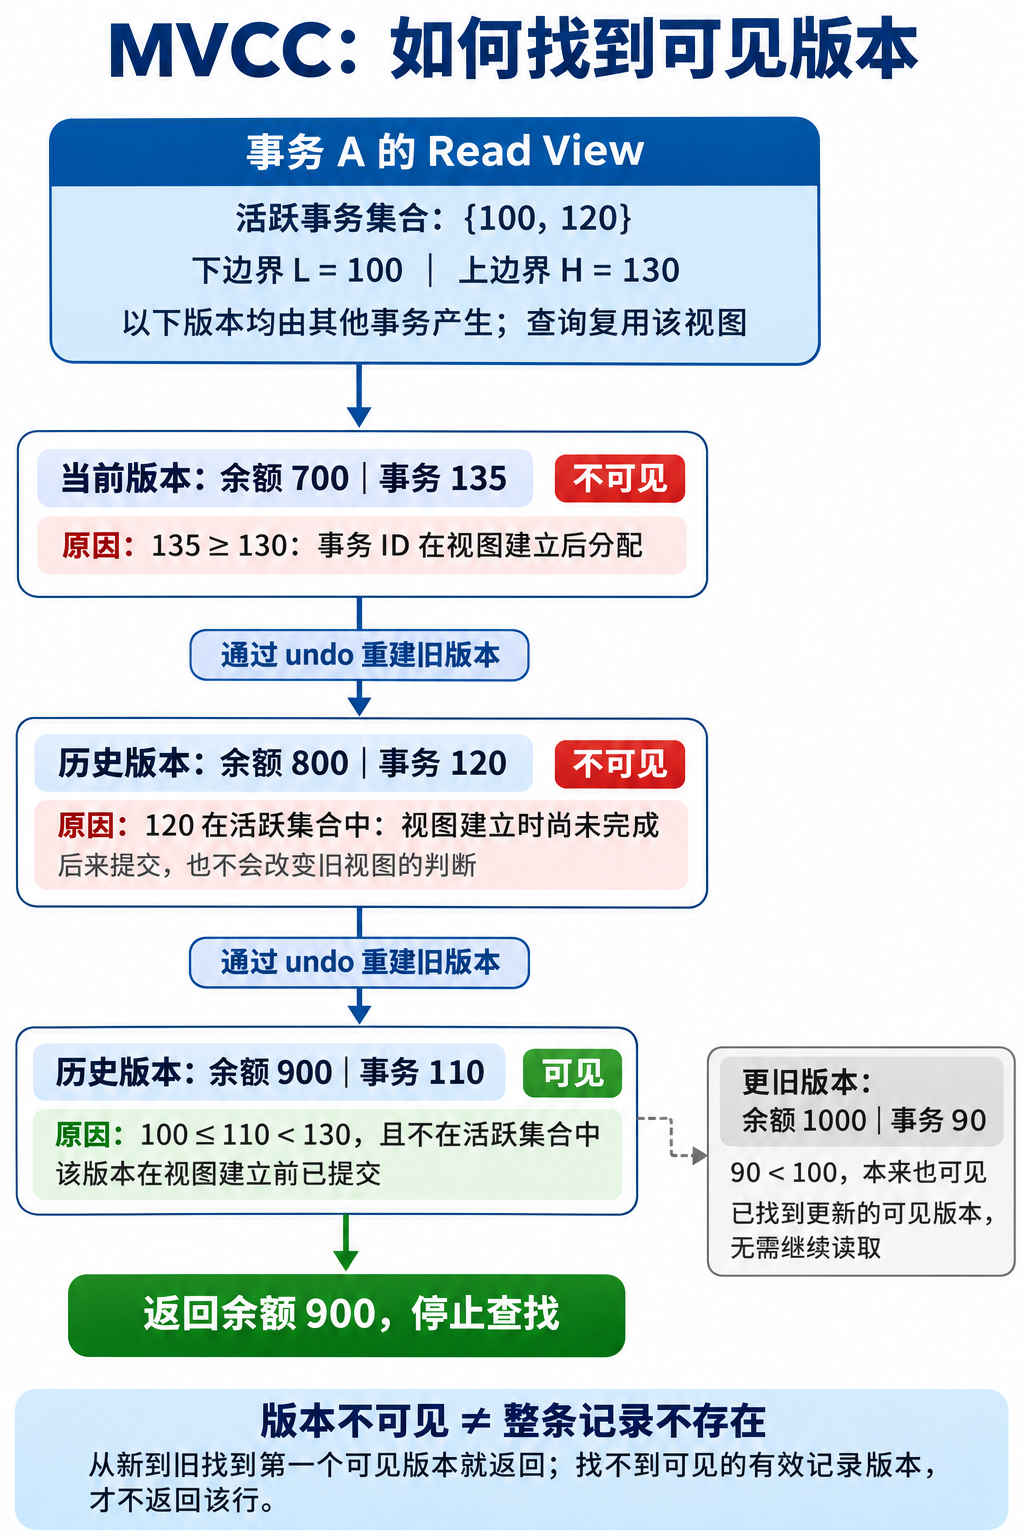 MVCC：如何找到可见版本
事务 A 的 Read View
活跃事务集合：{100, 120}
下边界 L = 100 ｜ 上边界 H = 130
以下版本均由其他事务产生；查询复用该视图
当前版本：余额 700｜事务 135
不可见
原因：135 ≥ 130：事务 ID 在视图建立后分配
通过 undo 重建旧版本
历史版本：余额 800｜事务 120
不可见
原因：120 在活跃集合中：视图建立时尚未完成
后来提交，也不会改变旧视图的判断
通过 undo 重建旧版本
历史版本：余额 900｜事务 110
可见
原因：100 ≤ 110 < 130，且不在活跃集合中
该版本在视图建立前已提交
更旧版本：
余额 1000｜事务 90
90 < 100，本来也可见
已找到更新的可见版本，
无需继续读取
返回余额 900，停止查找
版本不可见 ≠ 整条记录不存在
从新到旧找到第一个可见版本就返回；找不到可见的有效记录版本，
才不返回该行。